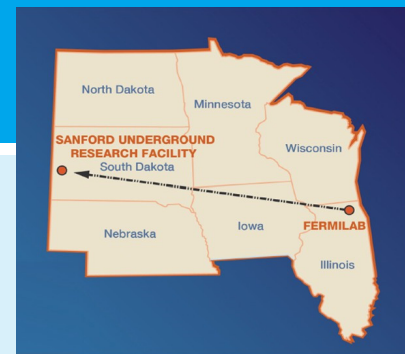 North Dakota
Minnesota
SANFORD UNDERGROUND
RESEARCH FACILITY
South Dakota
Wisconsin
Nebraska
Iowa
FERMILAB
Illinois